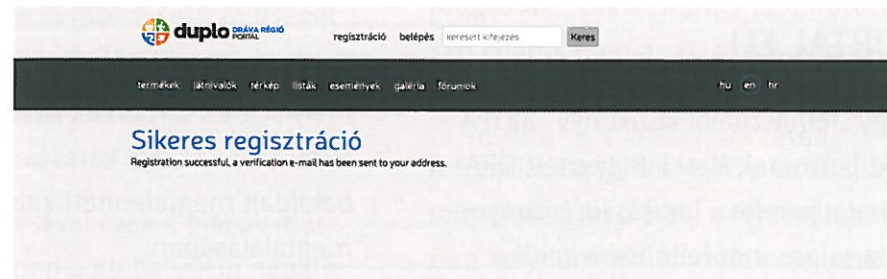 duplo DRÁVA RÉGIÓ PORTÁL regisztráció belépés keresett kifejezés Keres
termékek látnivalók térkép listák események galéria fórumok hu en hr
Sikeres regisztráció
Registration successful, a verification e-mail has been sent to your address.